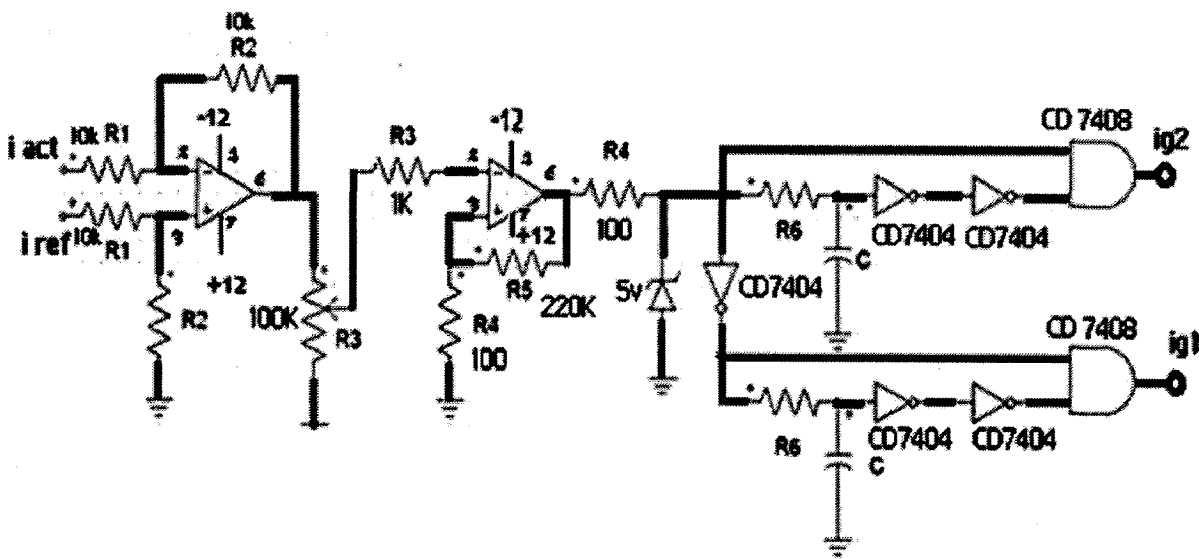 10k
R2
-12
i act
10k R1
2
4
6
i ref
10k
R1
3
7
+12
R2
100K
R3
R3
1K
-12
2
4
6
3
7
+12
R5
220K
R4
100
R4
100
5v
CD7404
R6
C
CD7404
CD7404
CD 7408
ig2
R6
C
CD7404
CD7404
CD 7408
ig1